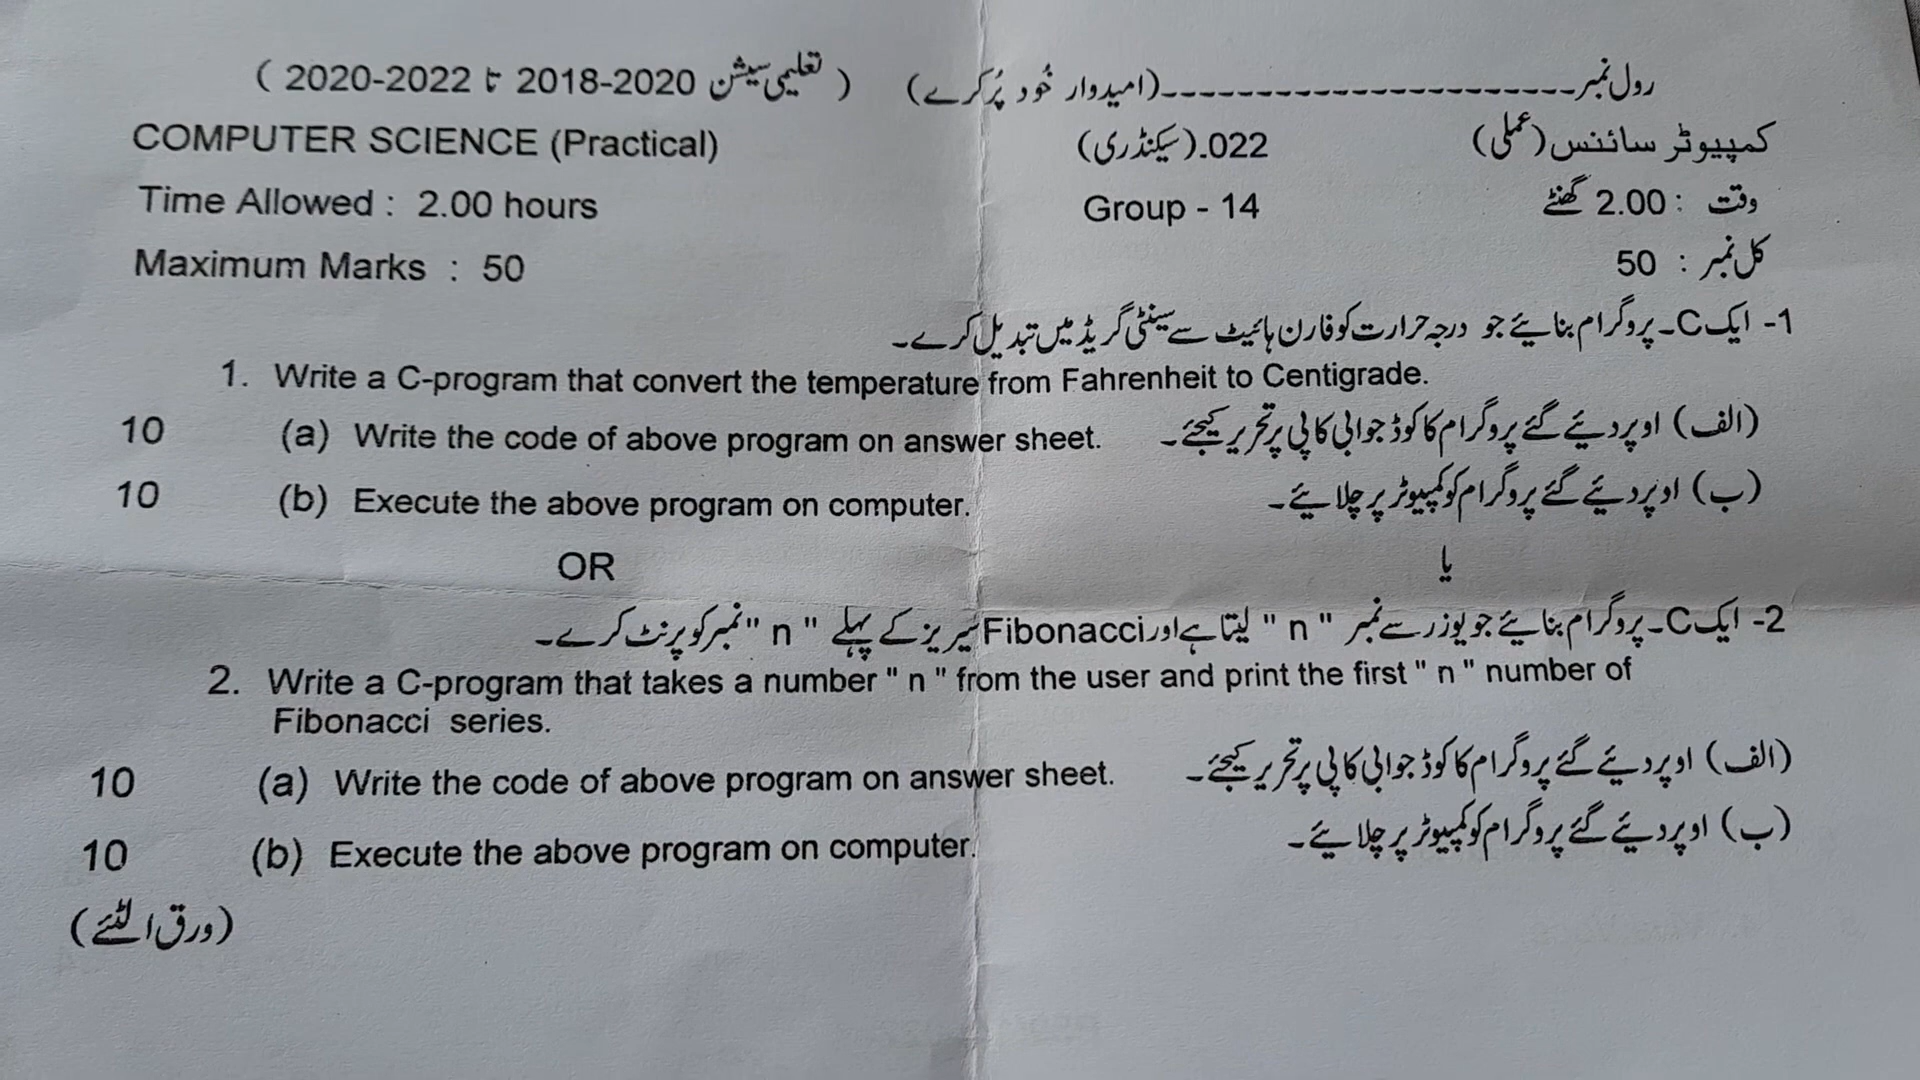 رول نمبر----------------------(امیدوار خُود پُرکرے) ( تعلیمی سیشن 2018-2020 تا 2022-2020 )
COMPUTER SCIENCE (Practical) 022.(سیکنڈری) کمپیوٹر سائنس(عملی)
Time Allowed : 2.00 hours Group - 14 وقت : 2.00 گھنٹے
Maximum Marks : 50 کل نمبر : 50
1- ایک C-پروگرام بنایئے جو درجہ حرارت کو فارن ہائیٹ سے سینٹی گریڈ میں تبدیل کرے۔
1. Write a C-program that convert the temperature from Fahrenheit to Centigrade.
10 (a) Write the code of above program on answer sheet. (الف) اوپر دیئے گئے پروگرام کا کوڈ جوابی کاپی پر تحریر کیجئے۔
10 (b) Execute the above program on computer. (ب) اوپر دیئے گئے پروگرام کو کمپیوٹر پر چلایئے۔
OR یا
2- ایک C-پروگرام بنایئے جو یوزر سے نمبر " n " لیتا ہے اور Fibonacci سیریز کے پہلے " n " نمبر کو پرنٹ کرے۔
2. Write a C-program that takes a number " n " from the user and print the first " n " number of
Fibonacci series.
10 (a) Write the code of above program on answer sheet. (الف) اوپر دیئے گئے پروگرام کا کوڈ جوابی کاپی پر تحریر کیجئے۔
10 (b) Execute the above program on computer. (ب) اوپر دیئے گئے پروگرام کو کمپیوٹر پر چلایئے۔
(ورق الٹئے)